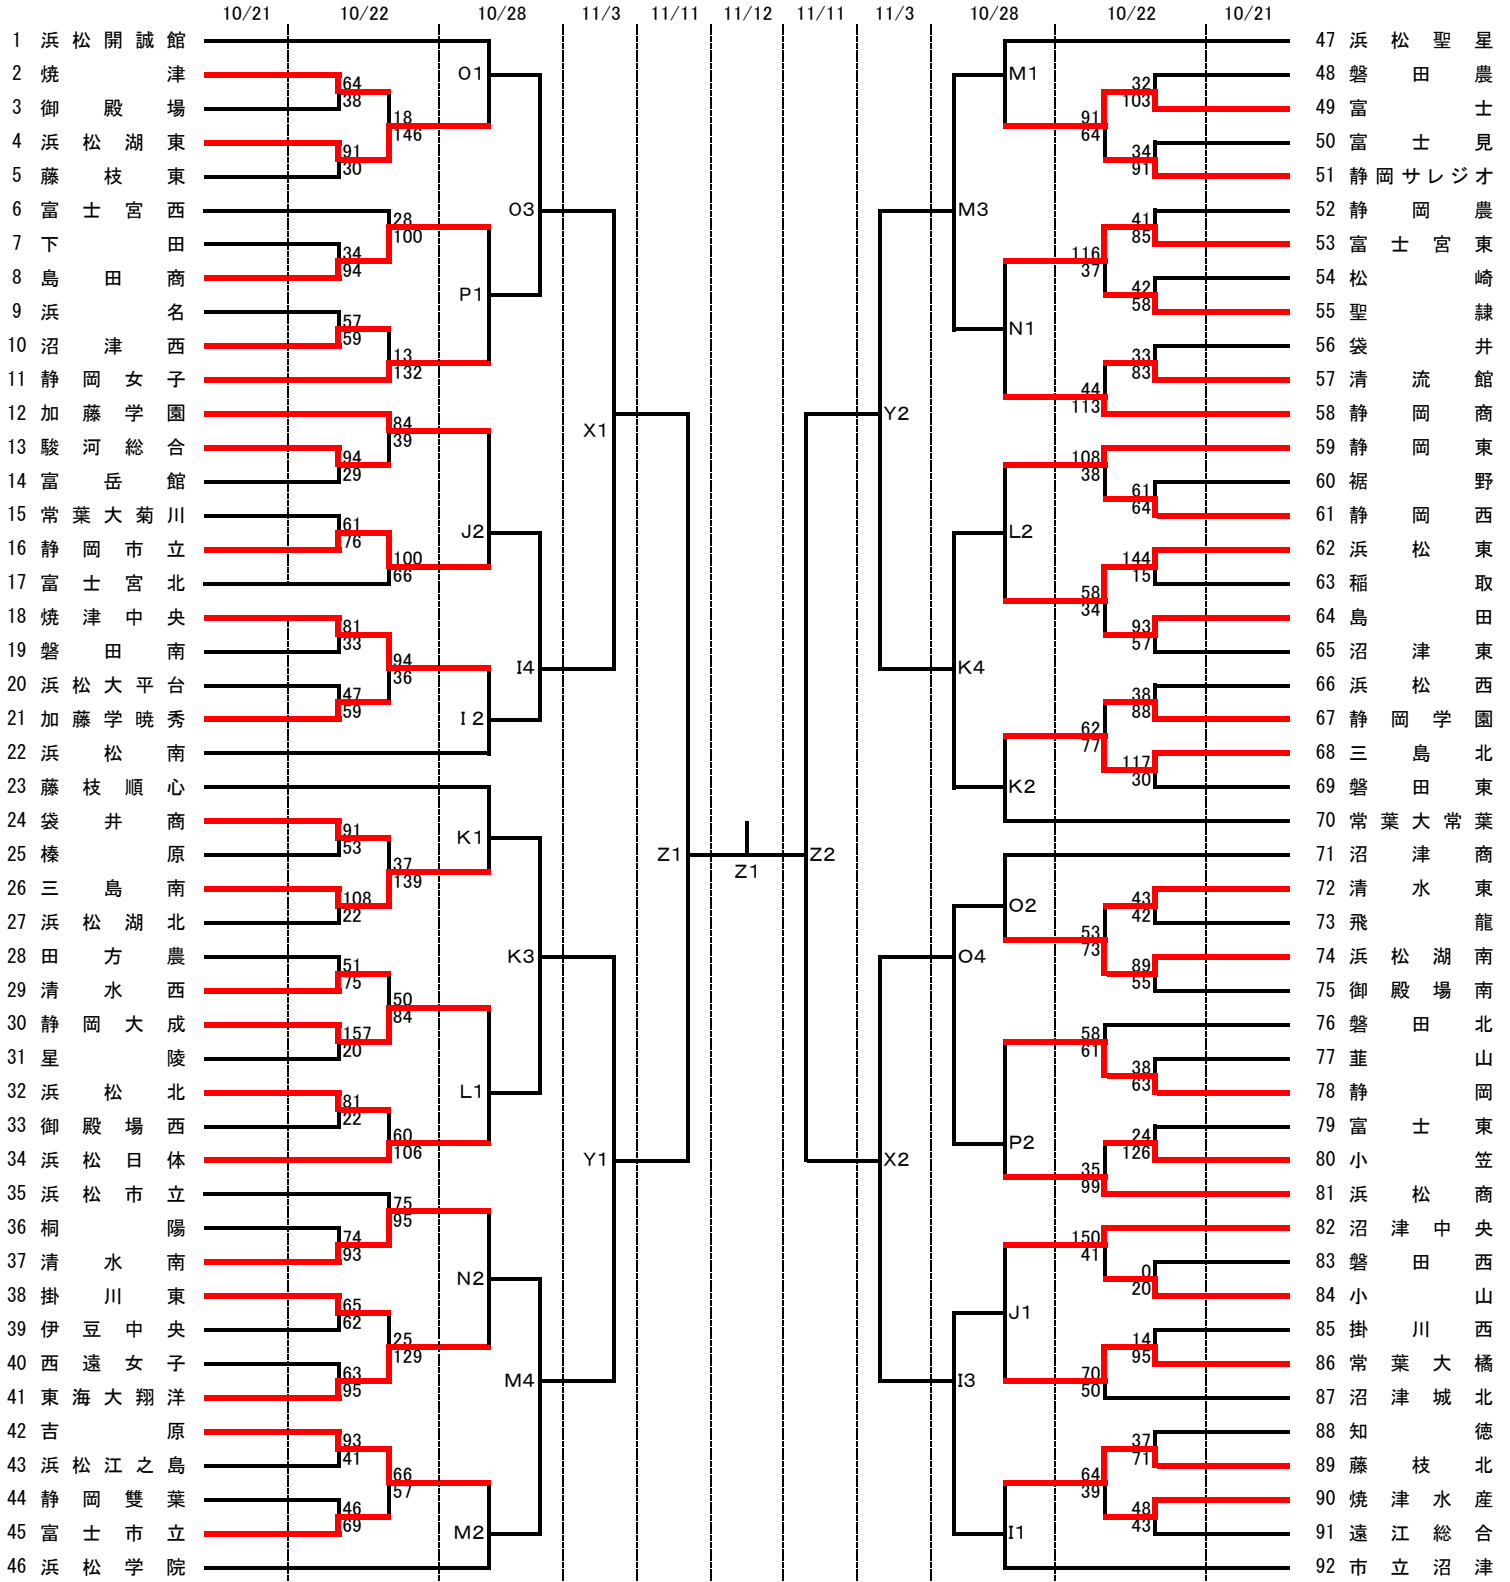 10/21 10/22 10/28 11/3 11/11 11/12 11/11 11/3 10/28 10/22 10/21
1 浜松開誠館
2 焼津
3 御殿場
4 浜松湖東
5 藤枝東
6 富士宮西
7 下田
8 島田商
9 浜名
10 沼津西
11 静岡女子
12 加藤学園
13 駿河総合
14 富岳館
15 常葉大菊川
16 静岡市立
17 富士宮北
18 焼津中央
19 磐田南
20 浜松大平台
21 加藤学暁秀
22 浜松南
23 藤枝順心
24 袋井商
25 榛原
26 三島南
27 浜松湖北
28 田方農
29 清水西
30 静岡大成
31 星陵
32 浜松北
33 御殿場西
34 浜松日体
35 浜松市立
36 桐陽
37 清水南
38 掛川東
39 伊豆中央
40 西遠女子
41 東海大翔洋
42 吉原
43 浜松江之島
44 静岡雙葉
45 富士市立
46 浜松学院
64
38
91
30
34
94
57
59
94
29
61
76
81
33
47
59
91
53
108
22
51
75
157
20
81
22
74
93
65
62
63
95
93
41
46
69
18
146
28
100
13
132
84
39
100
66
94
36
37
139
50
84
60
106
75
95
25
129
66
57
O1
P1
J2
I2
K1
L1
N2
M2
O3
I4
K3
M4
X1
Y1
Z1
Z1
Z2
Y2
X2
M3
K4
O4
I3
M1
N1
L2
K2
O2
P2
J1
I1
91
64
116
37
44
113
108
38
58
34
62
77
53
73
58
61
35
99
150
41
70
50
64
39
32
103
34
91
41
85
42
58
33
83
61
64
144
15
93
57
38
88
117
30
43
42
89
55
38
63
24
126
0
20
14
95
37
71
48
43
47 浜松聖星
48 磐田農
49 富士
50 富士見
51 静岡サレジオ
52 静岡農
53 富士宮東
54 松崎
55 聖隷
56 袋井
57 清流館
58 静岡商
59 静岡東
60 裾野
61 静岡西
62 浜松東
63 稲取
64 島田
65 沼津東
66 浜松西
67 静岡学園
68 三島北
69 磐田東
70 常葉大常葉
71 沼津商
72 清水東
73 飛龍
74 浜松湖南
75 御殿場南
76 磐田北
77 韮山
78 静岡
79 富士東
80 小笠
81 浜松商
82 沼津中央
83 磐田西
84 小山
85 掛川西
86 常葉大橘
87 沼津城北
88 知徳
89 藤枝北
90 焼津水産
91 遠江総合
92 市立沼津